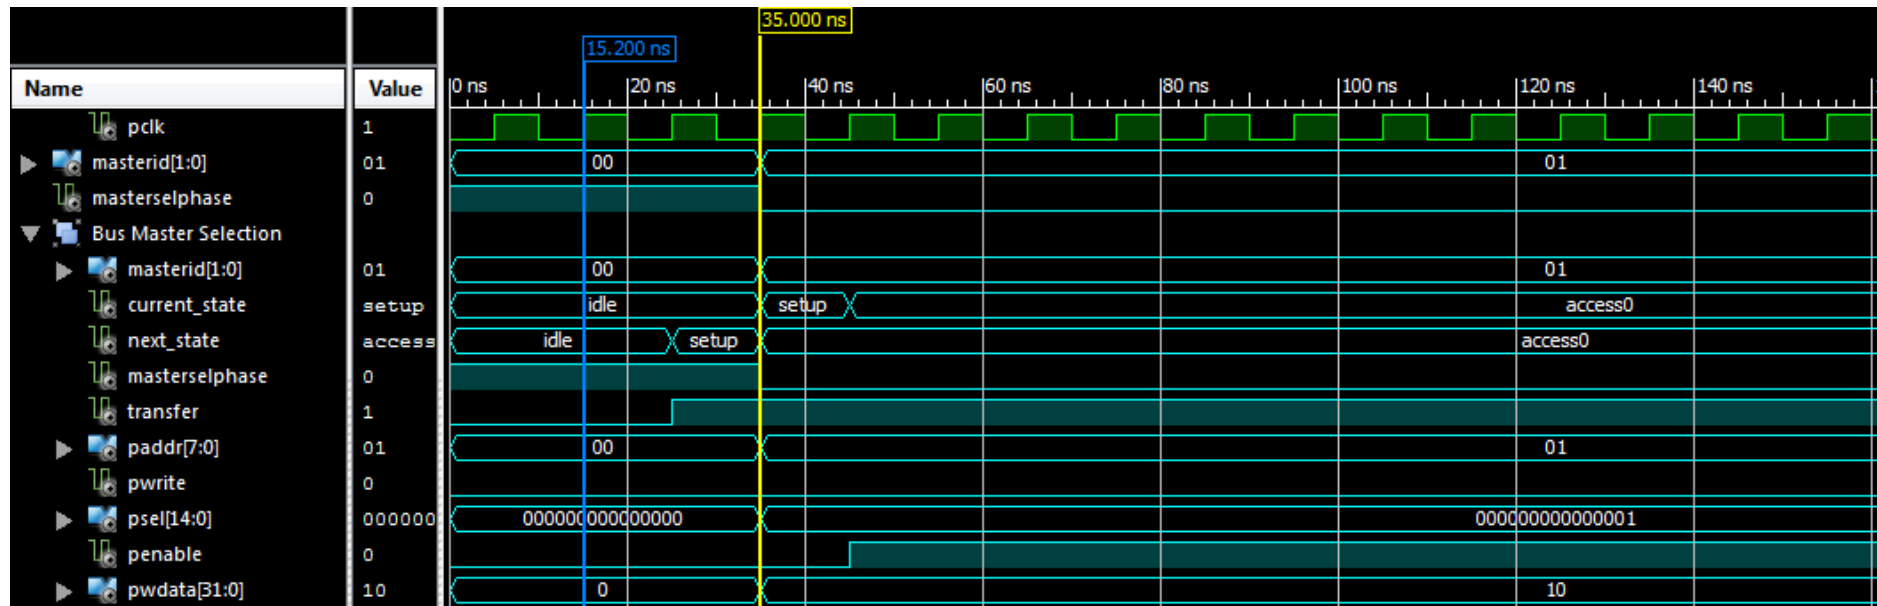 35.000 ns
15.200 ns
Name Value 0 ns 20 ns 40 ns 60 ns 80 ns 100 ns 120 ns 140 ns
pclk 1
masterid[1:0] 01 00 01
masterselphase 0
Bus Master Selection
masterid[1:0] 01 00 01
current_state setup idle setup access0
next_state access idle setup access0
masterselphase 0
transfer 1
paddr[7:0] 01 00 01
pwrite 0
psel[14:0] 000000 000000000000000 000000000000001
penable 0
pwdata[31:0] 10 0 10